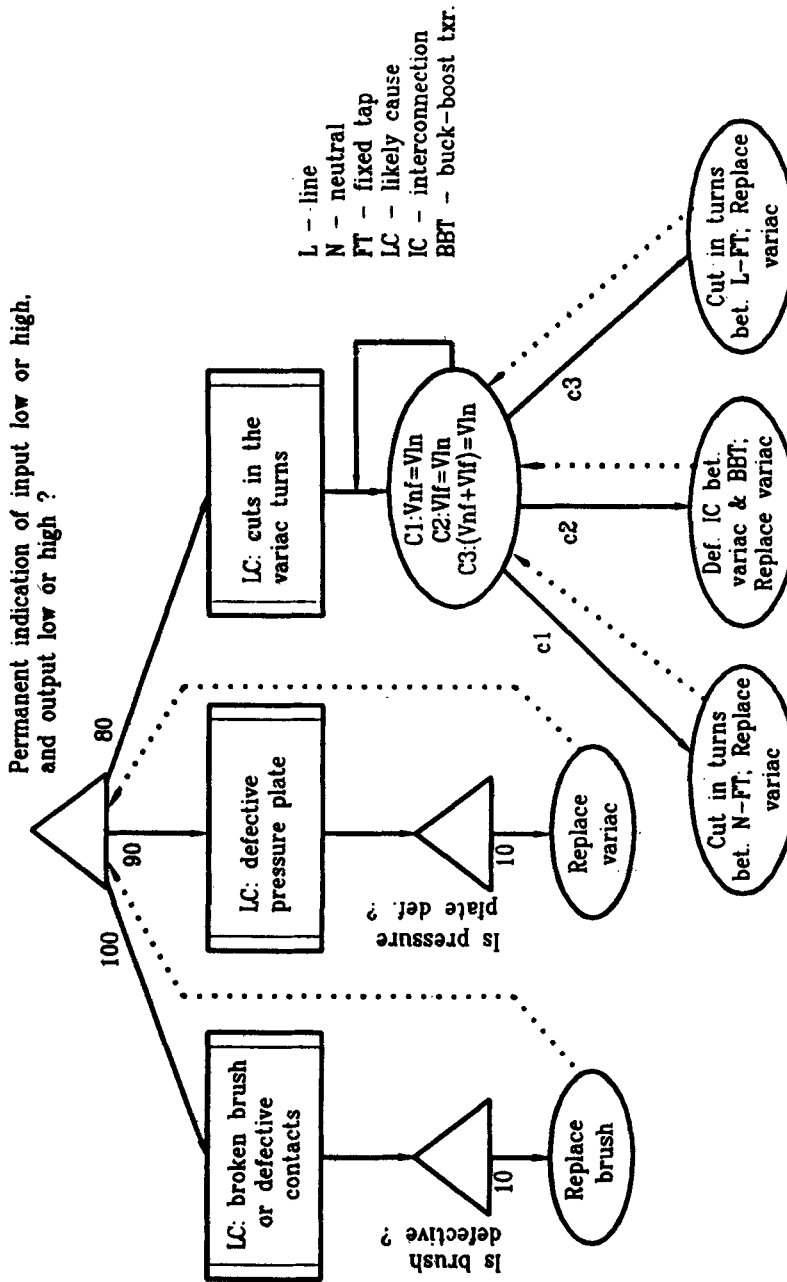 Permanent indication of input low or high,
and output low or high ?
100
90
80
LC: broken brush
or defective
contacts
LC: defective
pressure plate
LC: cuts in the
variac turns
L - line
N - neutral
FT - fixed tap
LC - likely cause
IC - interconnection
BBT - buck-boost txr.
Is brush
defective ?
10
Is pressure
plate def. ?
10
C1:Vnf=Vln
C2:Vlf=Vln
C3:(Vnf+Vlf)=Vln
Replace
brush
Replace
variac
c1
c2
c3
Cut in turns
bet. N-FT; Replace
variac
Def. IC bet.
variac & BBT;
Replace variac
Cut in turns
bet. L-FT; Replace
variac